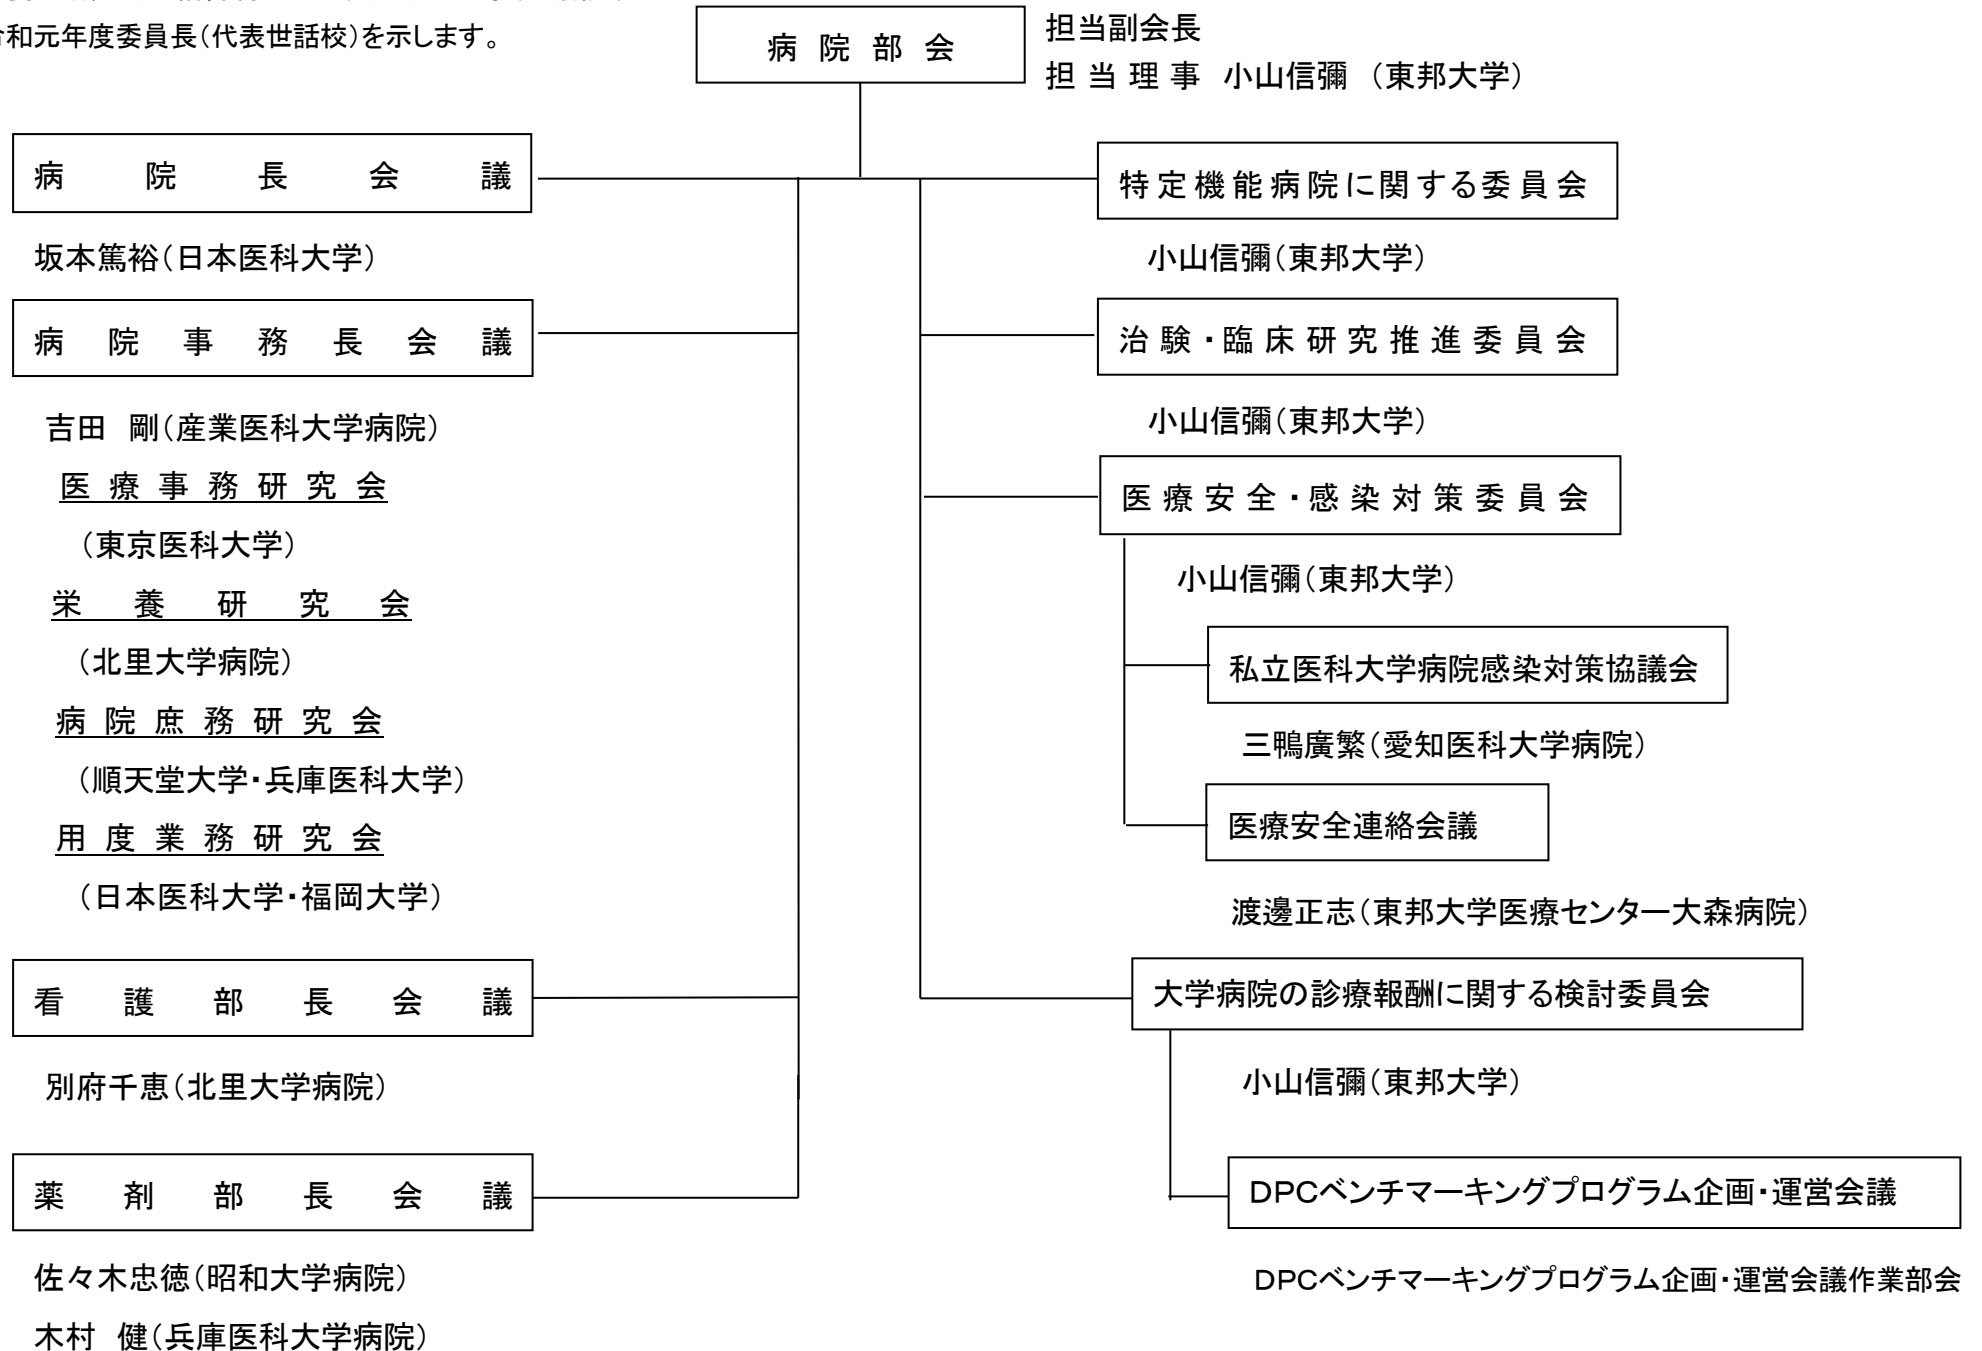 和元年度委員長（代表世話校）を示します。
病院部会
担当副会長
担当理事 小山信彌 （東邦大学）
病院長会議
坂本篤裕（日本医科大学）
病院事務長会議
吉田　剛（産業医科大学病院）
医療事務研究会
（東京医科大学）
栄養研究会
（北里大学病院）
病院庶務研究会
（順天堂大学・兵庫医科大学）
用度業務研究会
（日本医科大学・福岡大学）
看護部長会議
別府千恵（北里大学病院）
薬剤部長会議
佐々木忠徳（昭和大学病院）
木村　健（兵庫医科大学病院）
特定機能病院に関する委員会
小山信彌（東邦大学）
治験・臨床研究推進委員会
小山信彌（東邦大学）
医療安全・感染対策委員会
小山信彌（東邦大学）
私立医科大学病院感染対策協議会
三鴨廣繁（愛知医科大学病院）
医療安全連絡会議
渡邊正志（東邦大学医療センター大森病院）
大学病院の診療報酬に関する検討委員会
小山信彌（東邦大学）
DPCベンチマーキングプログラム企画・運営会議
DPCベンチマーキングプログラム企画・運営会議作業部会